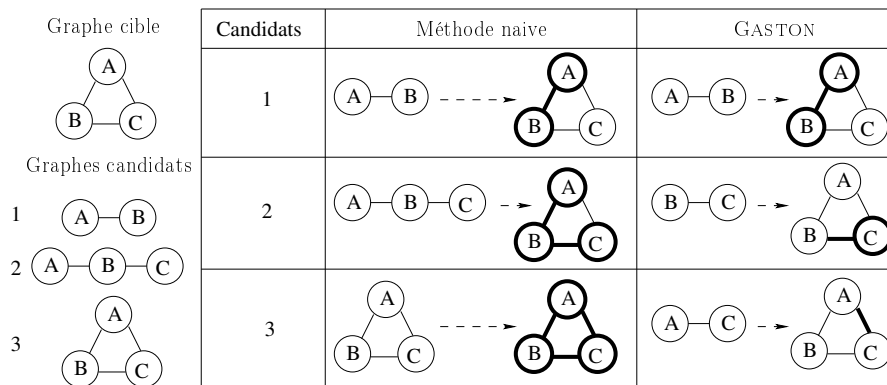 Graphe cible
A
B C
Graphes candidats
1 A B
2 A B C
3 A
B C
Candidats Méthode naive GASTON
1 A B A B C A B A B C
2 A B C A B C B C A B C
3 A B C A B C A C A B C